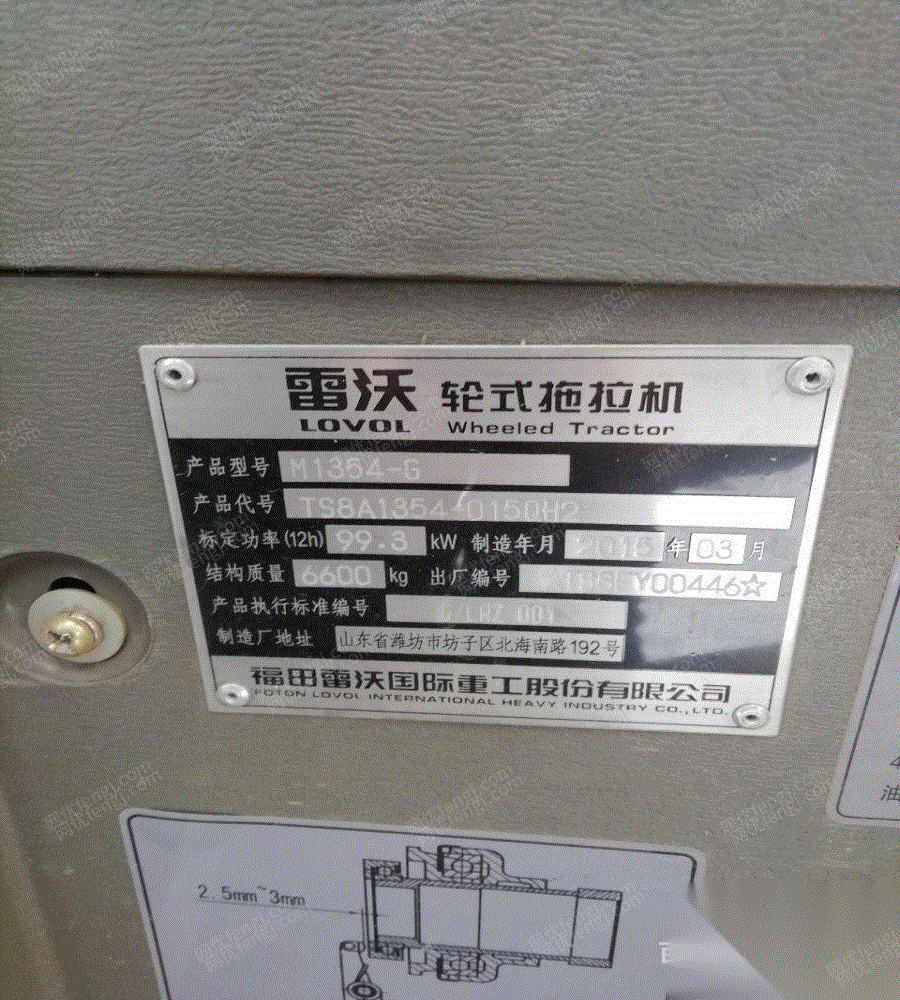 雷沃 轮式拖拉机
LOVOL Wheeled Tractor
产品型号 M1354-G
产品代号 TS8A1354-0150H2
标定功率(12h) 99.3 kW 制造年月 年 03 月
结构质量 6600 kg 出厂编号 Y00446☆
产品执行标准编号
制造厂地址 山东省潍坊市坊子区北海南路192号
福田雷沃国际重工股份有限公司
FOTON LOVOL INTERNATIONAL HEAVY INDUSTRY CO.,LTD.
4
油
2.5mm~3mm